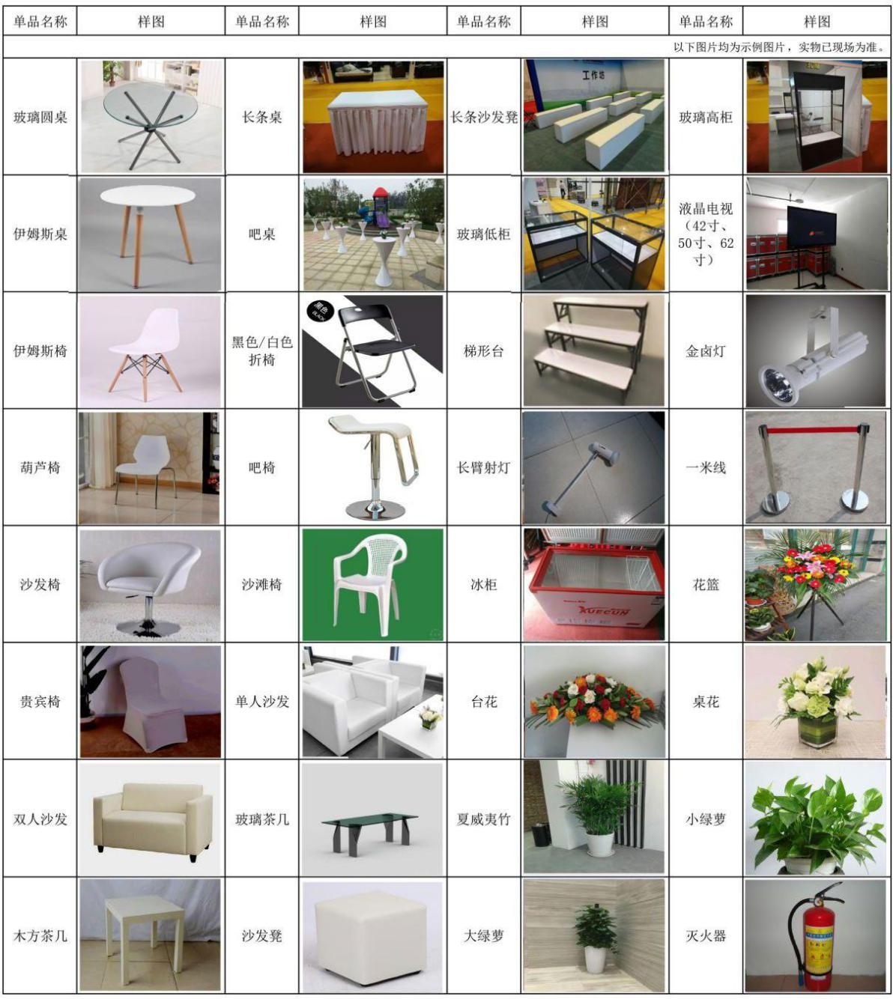 单品名称 样图 单品名称 样图 单品名称 样图 单品名称 样图
以下图片均为示例图片，实物已现场为准。
玻璃圆桌 长条桌 长条沙发凳 玻璃高柜
工作坊
伊姆斯桌 吧桌 玻璃低柜
液晶电视
（42寸、
50寸、62
寸）
伊姆斯椅
黑色/白色
折椅
黑色
BLACK
梯形台 金卤灯
葫芦椅 吧椅 长臂射灯 一米线
沙发椅 沙滩椅 冰柜 花篮
XUECUN
贵宾椅 单人沙发 台花 桌花
双人沙发 玻璃茶几 夏威夷竹 小绿萝
木方茶几 沙发凳 大绿萝 灭火器